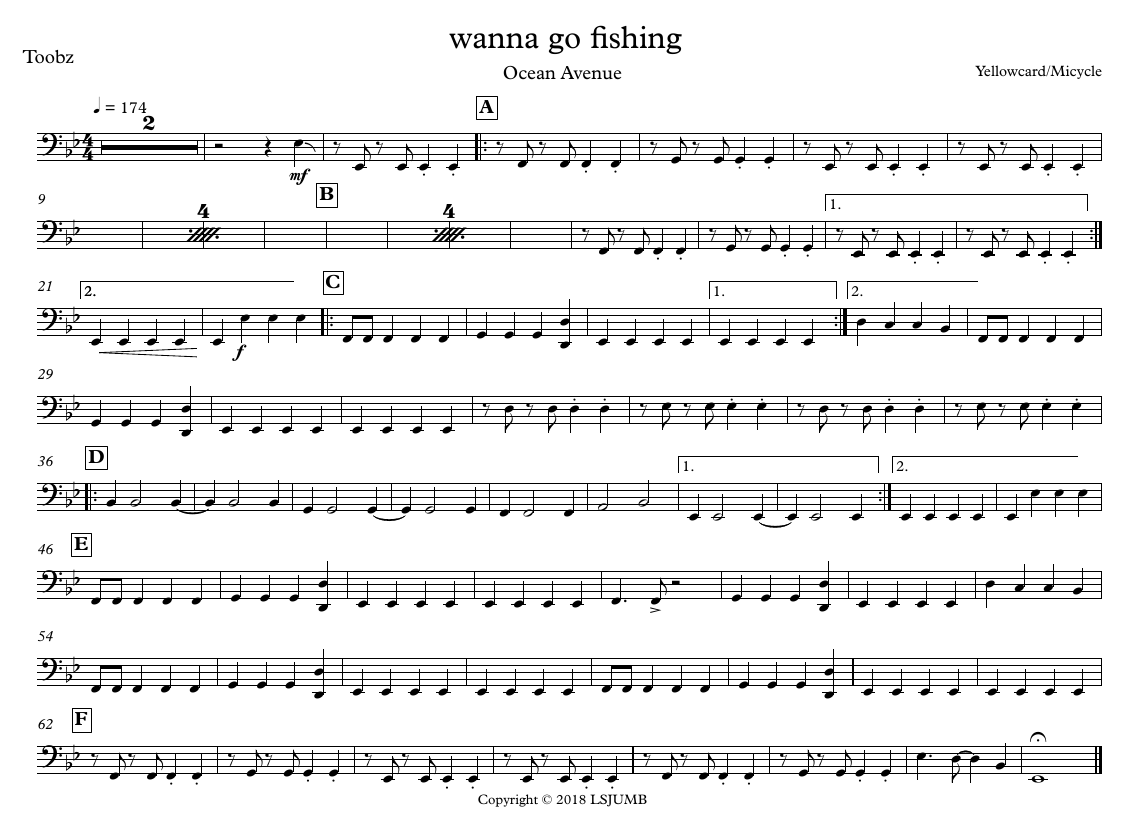 wanna go fishing
Toobz
Ocean Avenue
Yellowcard/Micycle
♩ = 174
2
A
mf
9
4
B
4
1.
21
2.
C
1.
2.
f
29
36
D
1.
2.
46
E
54
62
F
Copyright © 2018 LSJUMB